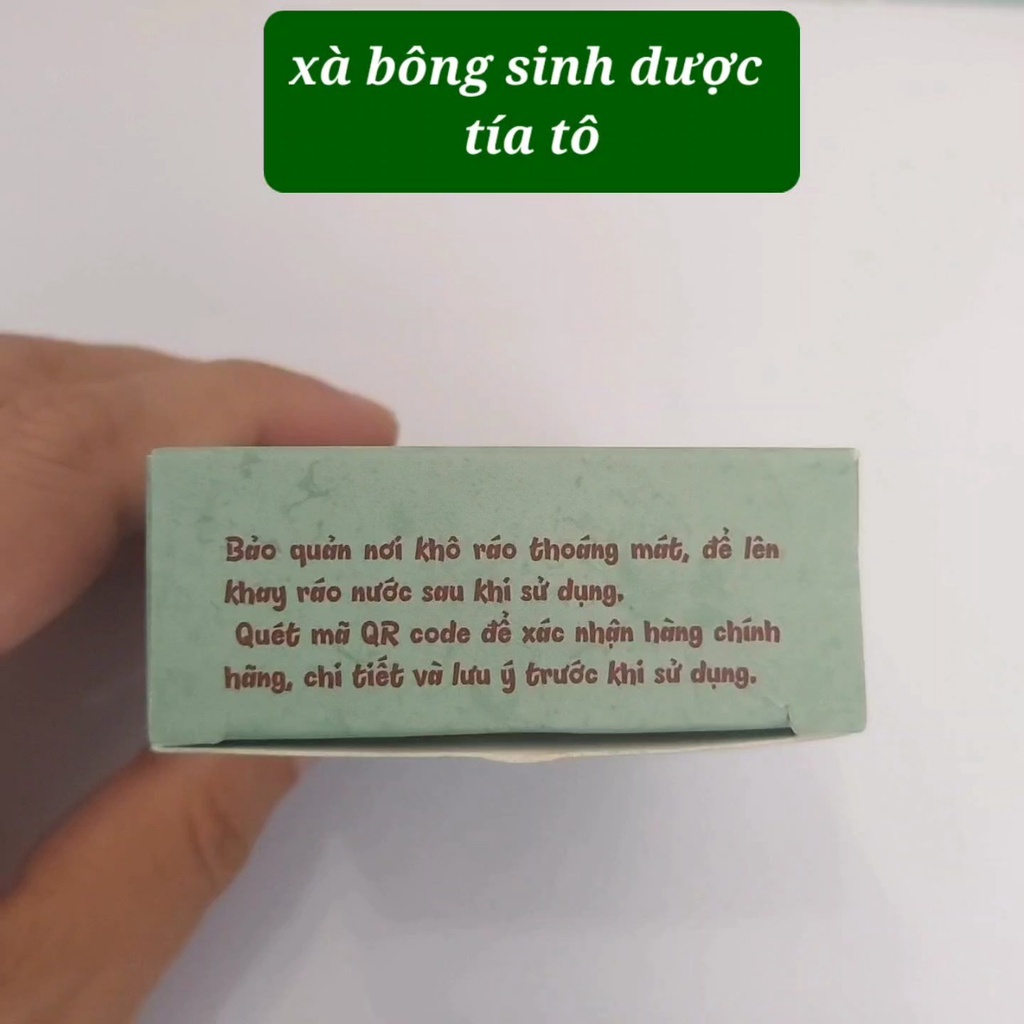 xà bông sinh dược
tía tô
Bảo quản nơi khô ráo thoáng mát, để lên
khay ráo nước sau khi sử dụng.
Quét mã QR code để xác nhận hàng chính
hãng, chi tiết và lưu ý trước khi sử dụng.